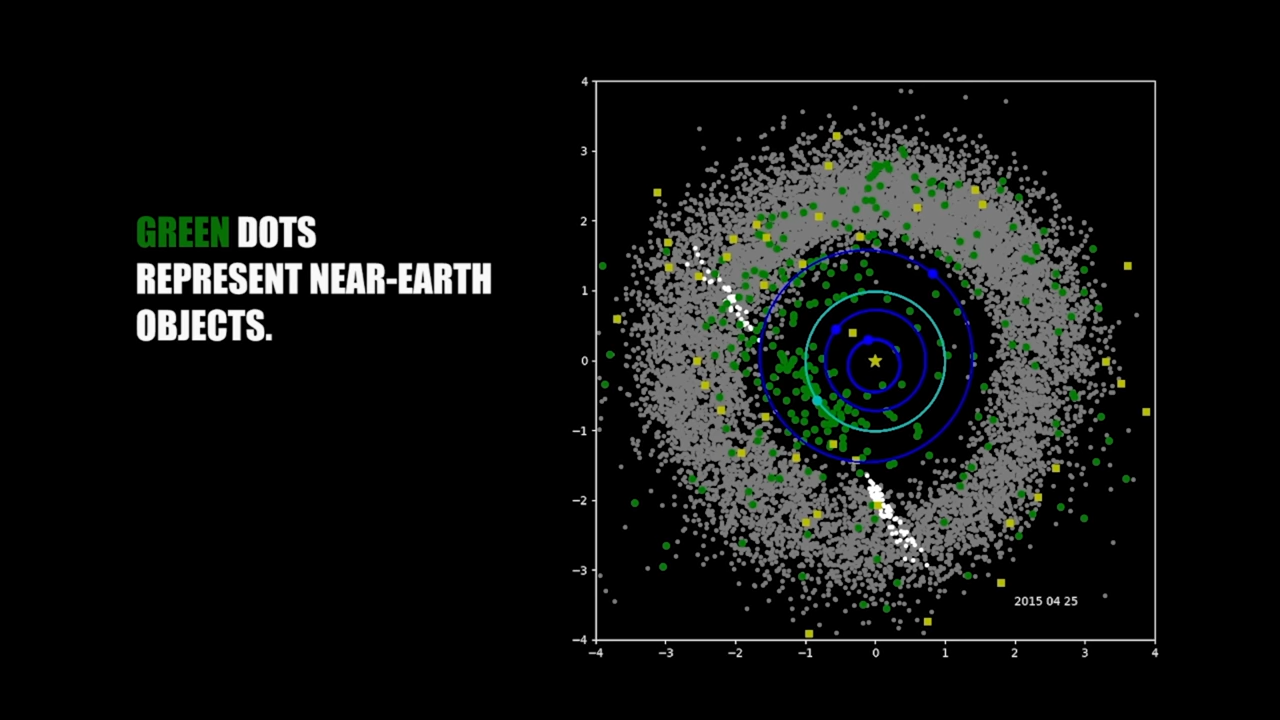 GREEN DOTS
REPRESENT NEAR-EARTH
OBJECTS.
4
3
2
1
0
−1
−2
−3
−4
2015 04 25
−4 −3 −2 −1 0 1 2 3 4